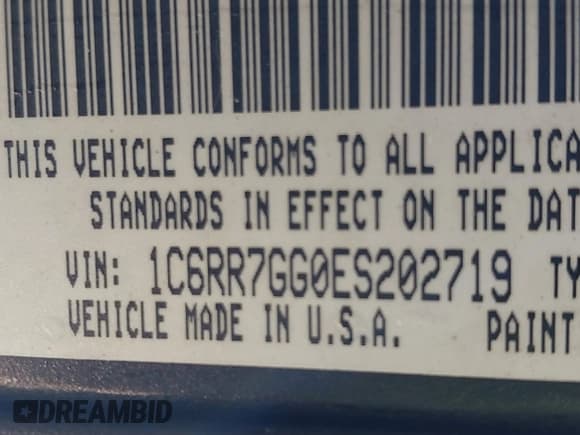 THIS VEHICLE CONFORMS TO ALL APPLICA
STANDARDS IN EFFECT ON THE DAT
VIN: 1C6RR7GG0ES202719 TY
VEHICLE MADE IN U.S.A. PAINT
DREAMBID